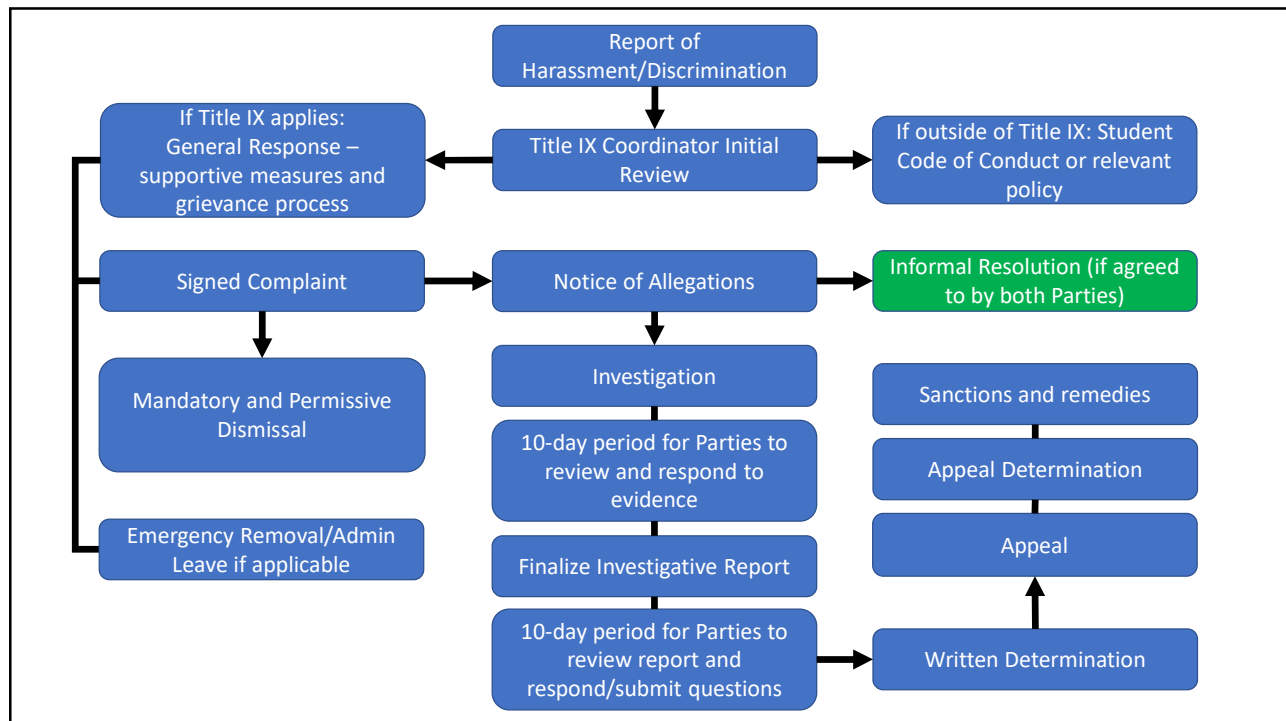 Report of
Harassment/Discrimination
If Title IX applies:
General Response –
supportive measures and
grievance process
Title IX Coordinator Initial
Review
If outside of Title IX: Student
Code of Conduct or relevant
policy
Signed Complaint
Notice of Allegations
Informal Resolution (if agreed
to by both Parties)
Mandatory and Permissive
Dismissal
Emergency Removal/Admin
Leave if applicable
Investigation
10-day period for Parties to
review and respond to
evidence
Finalize Investigative Report
10-day period for Parties to
review report and
respond/submit questions
Written Determination
Appeal
Appeal Determination
Sanctions and remedies